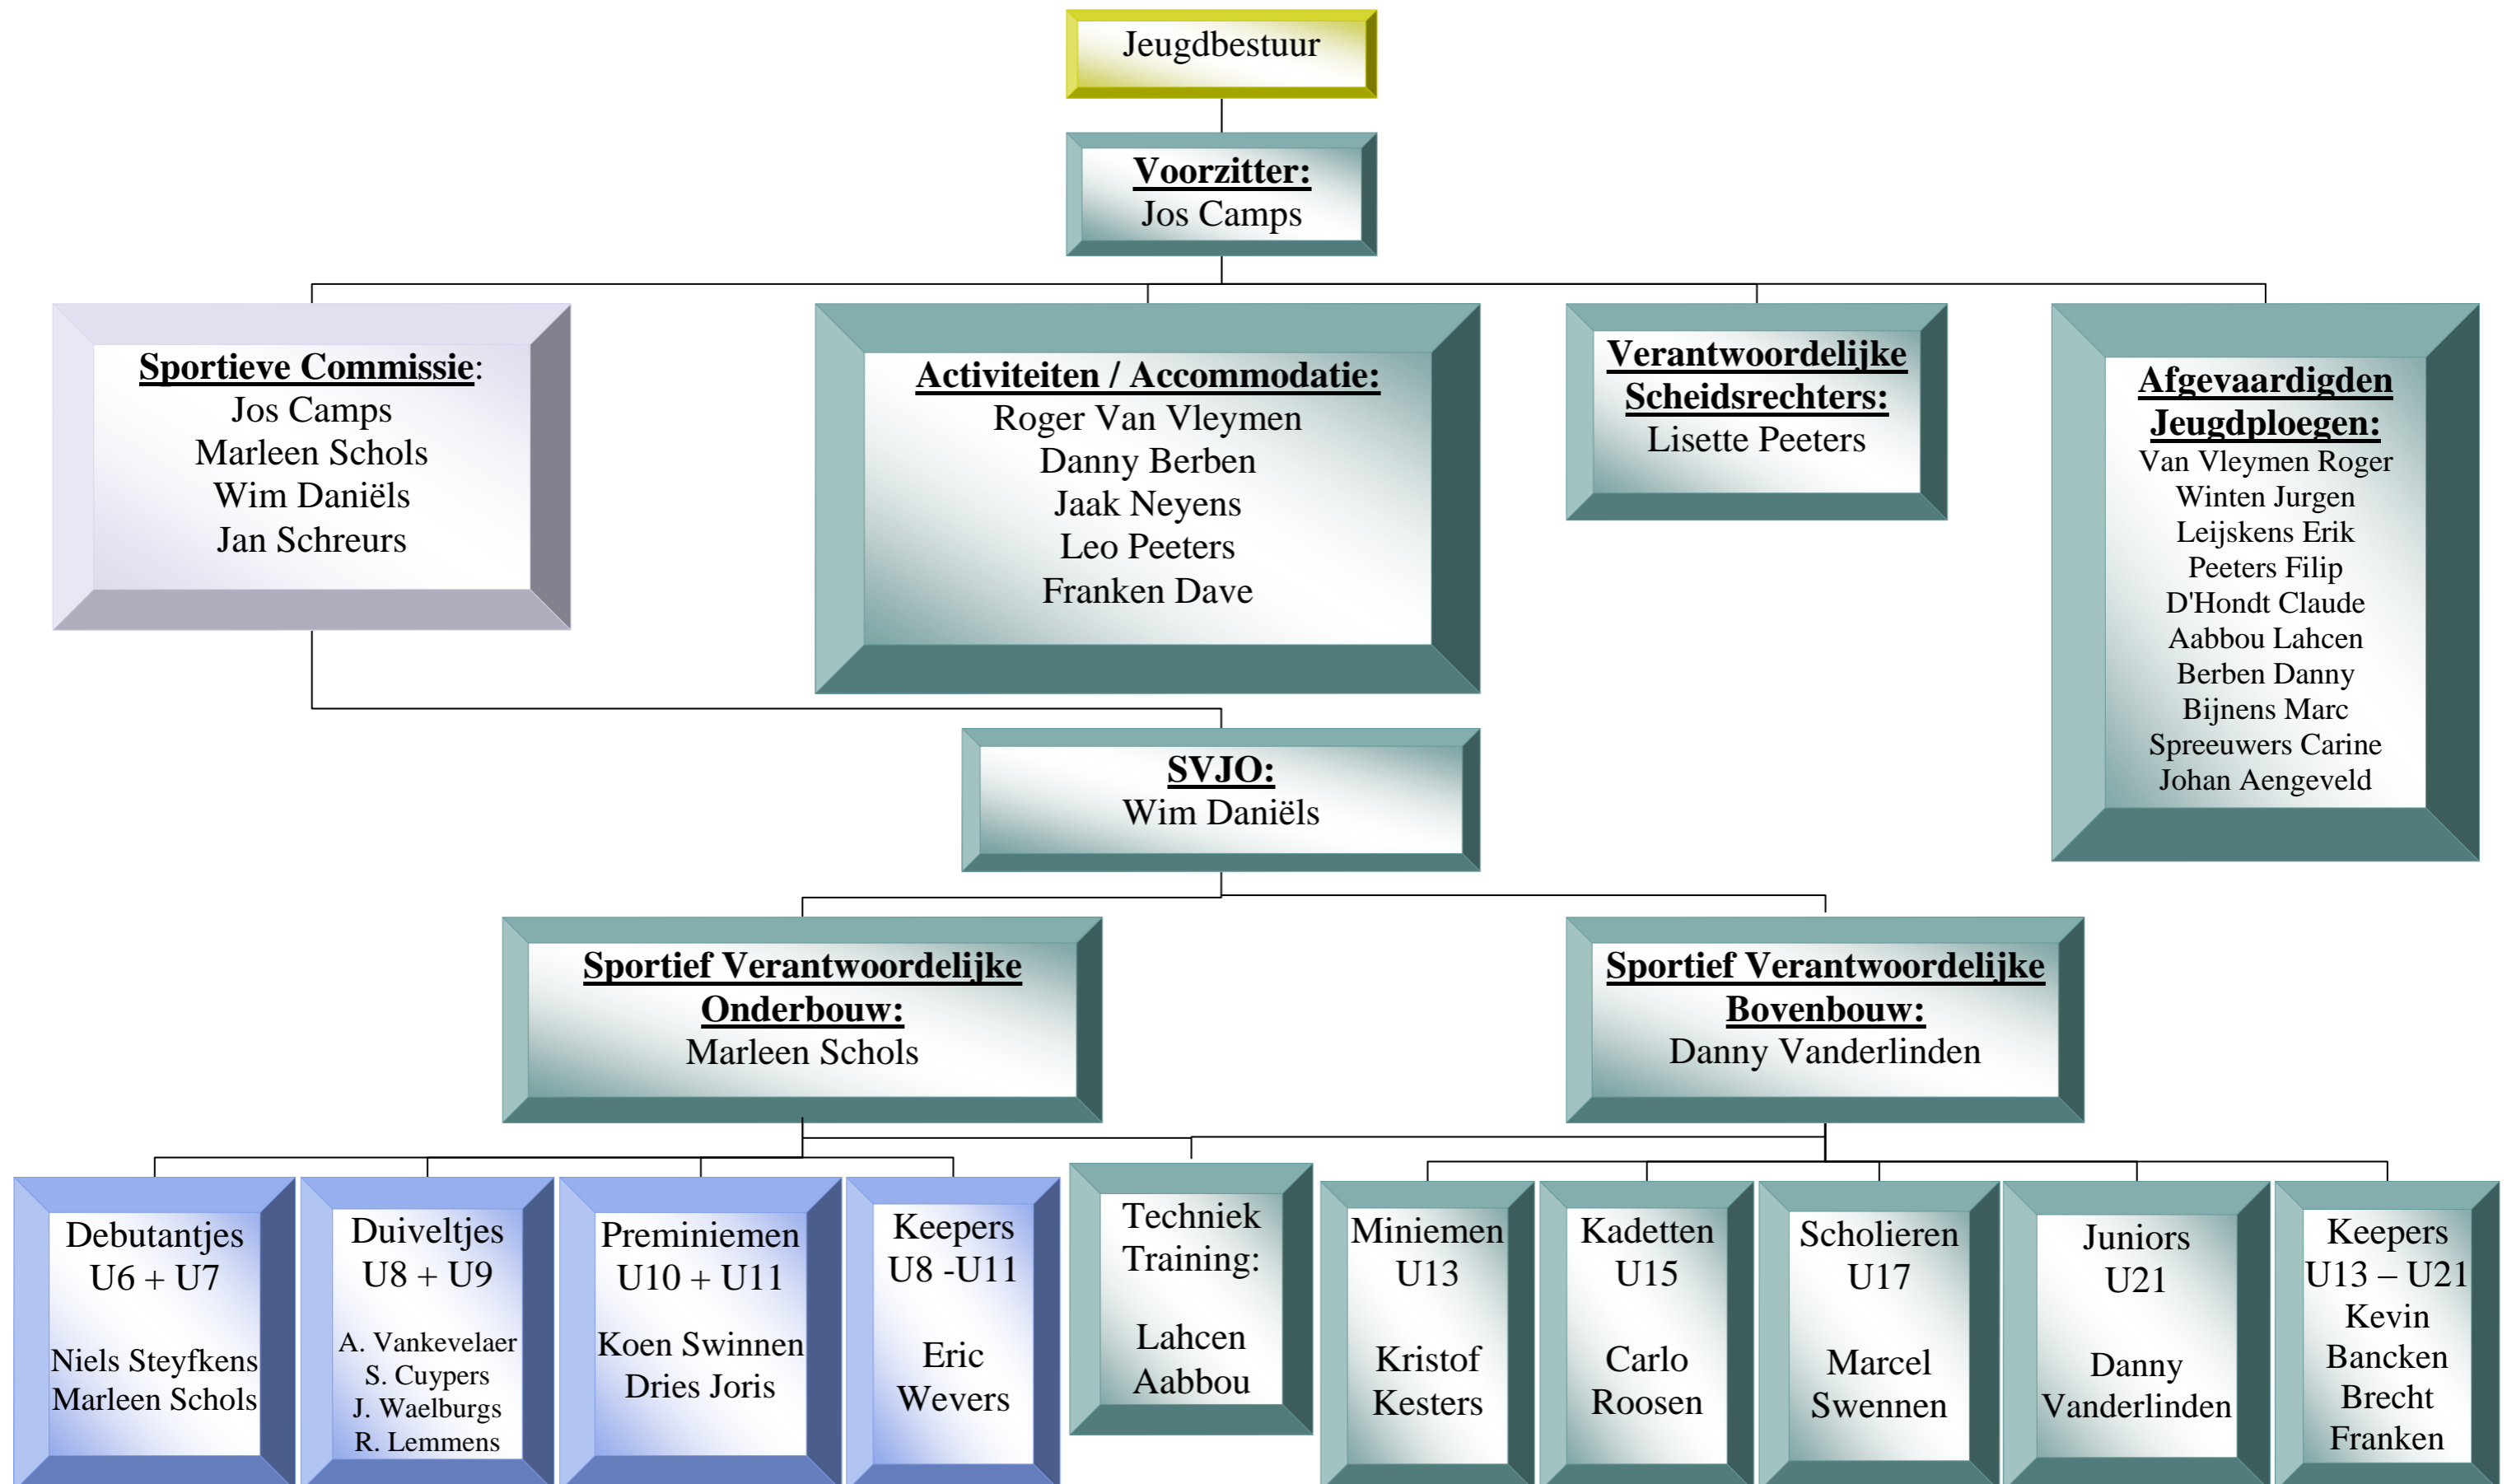 Jeugdbestuur
Voorzitter:
Jos Camps
Sportieve Commissie:
Jos Camps
Marleen Schols
Wim Daniëls
Jan Schreurs
Activiteiten / Accommodatie:
Roger Van Vleymen
Danny Berben
Jaak Neyens
Leo Peeters
Franken Dave
Verantwoordelijke
Scheidsrechters:
Lisette Peeters
Afgevaardigden
Jeugdploegen:
Van Vleymen Roger
Winten Jurgen
Leijskens Erik
Peeters Filip
D'Hondt Claude
Aabbou Lahcen
Berben Danny
Bijnens Marc
Spreeuwers Carine
Johan Aengeveld
SVJO:
Wim Daniëls
Sportief Verantwoordelijke
Onderbouw:
Marleen Schols
Sportief Verantwoordelijke
Bovenbouw:
Danny Vanderlinden
Debutantjes
U6 + U7
Niels Steyfkens
Marleen Schols
Duiveltjes
U8 + U9
A. Vankevelaer
S. Cuypers
J. Waelburgs
R. Lemmens
Preminiemen
U10 + U11
Koen Swinnen
Dries Joris
Keepers
U8 -U11
Eric
Wevers
Techniek
Training:
Lahcen
Aabbou
Miniemen
U13
Kristof
Kesters
Kadetten
U15
Carlo
Roosen
Scholieren
U17
Marcel
Swennen
Juniors
U21
Danny
Vanderlinden
Keepers
U13 – U21
Kevin
Bancken
Brecht
Franken